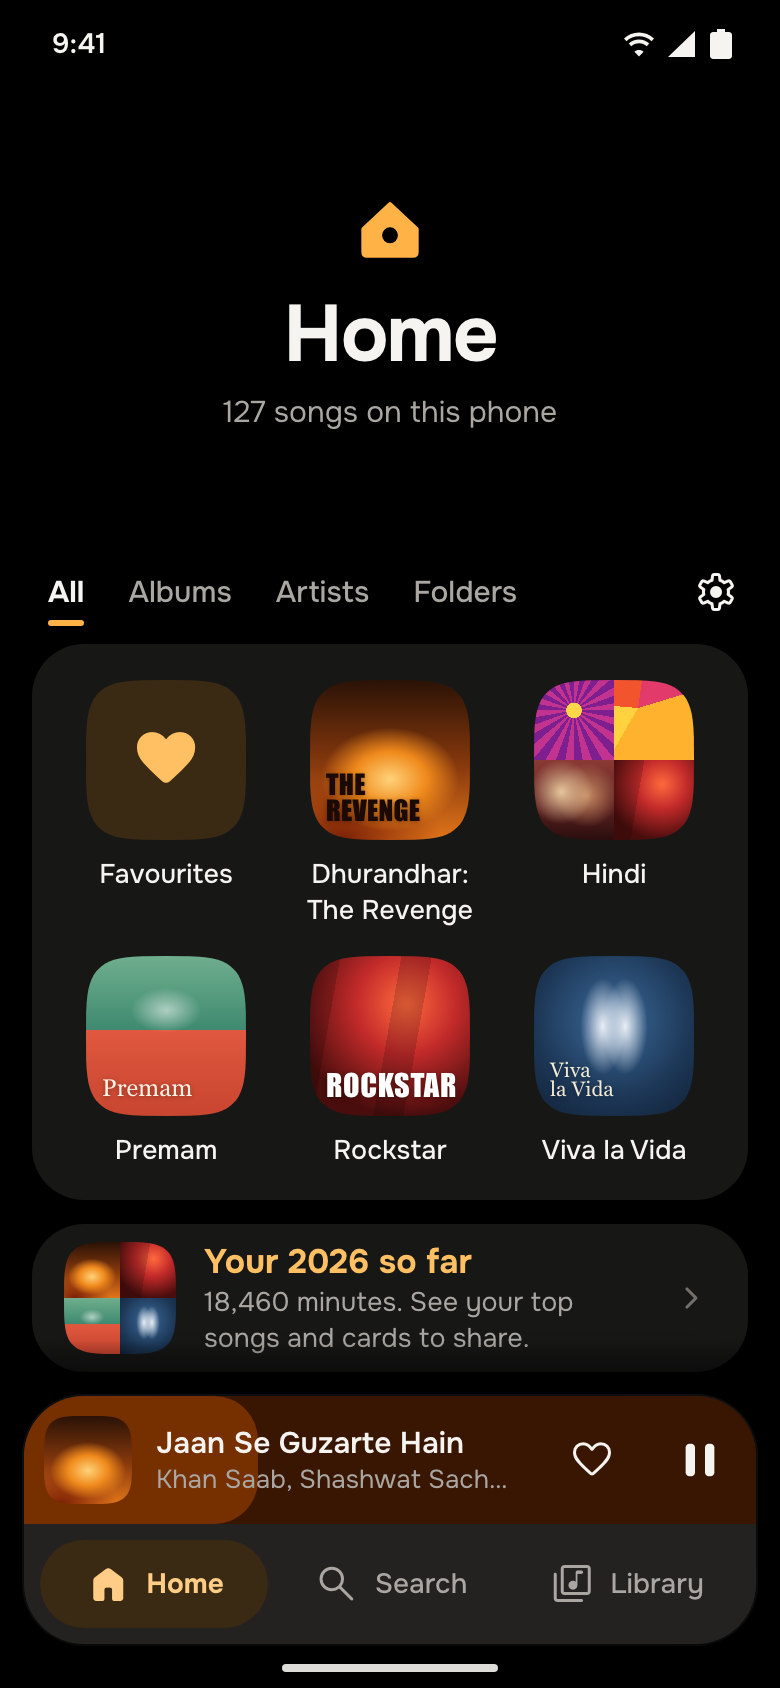 9:41
Home
127 songs on this phone
All Albums Artists Folders
THE
REVENGE
Favourites
Dhurandhar:
The Revenge
Hindi
Premam
ROCKSTAR
Viva
la Vida
Premam
Rockstar
Viva la Vida
Your 2026 so far
18,460 minutes. See your top
songs and cards to share.
Jaan Se Guzarte Hain
Khan Saab, Shashwat Sach...
Home Search Library